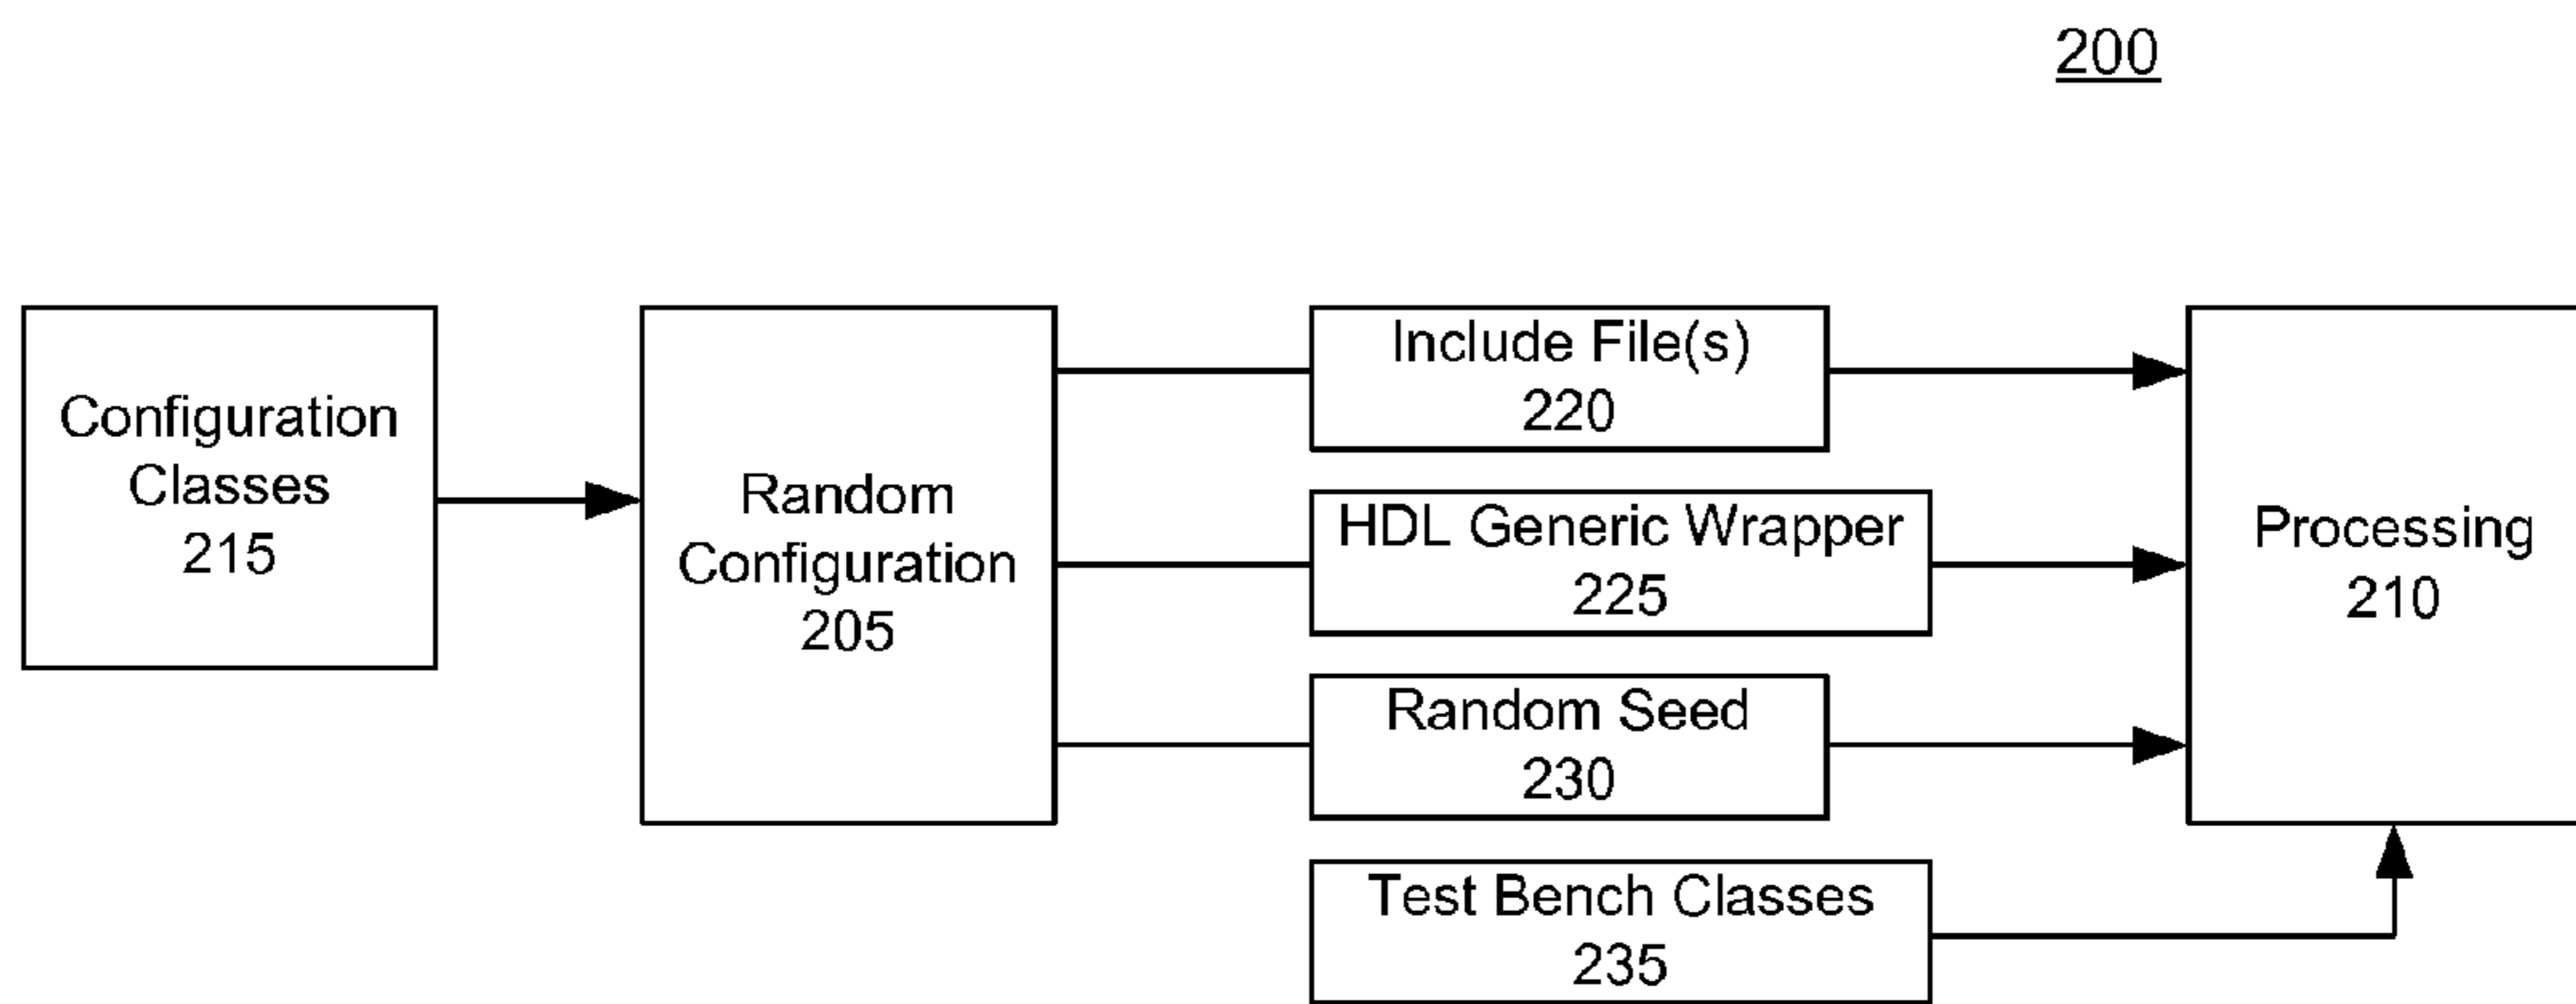 200
Configuration
Classes
215
Random
Configuration
205
Include File(s)
220
HDL Generic Wrapper
225
Random Seed
230
Test Bench Classes
235
Processing
210